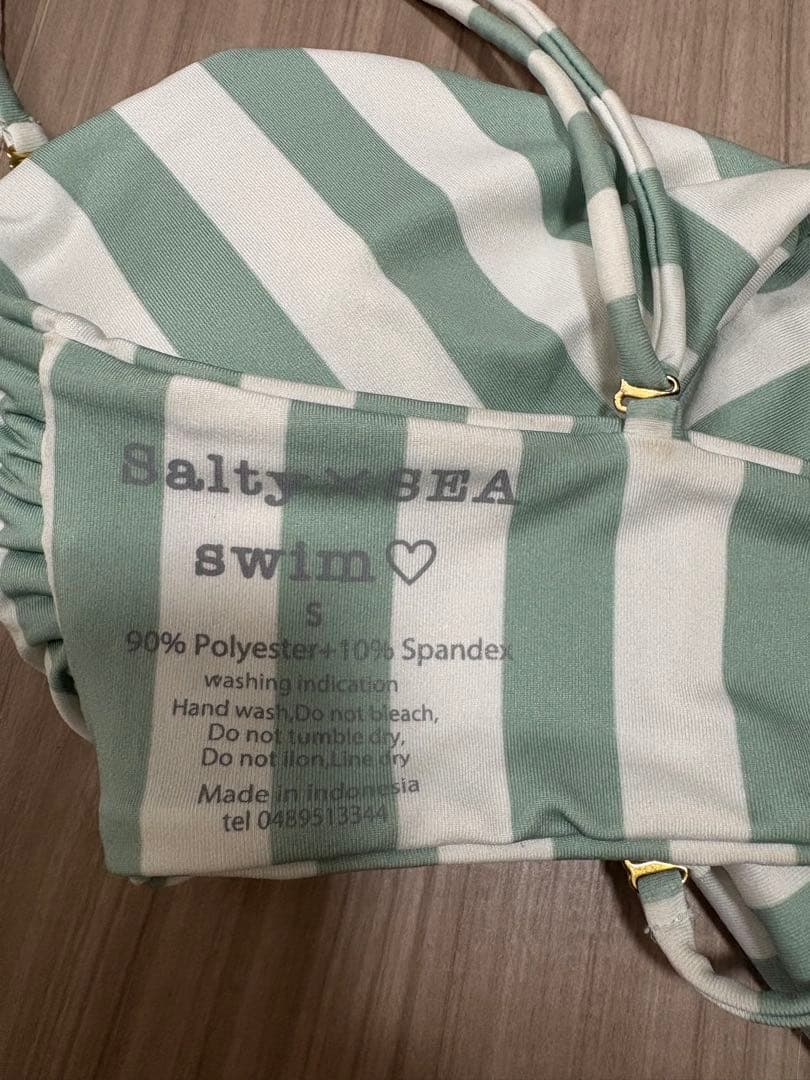 Salty×SEA
swim♡
S
90% Polyester+10% Spandex
washing indication
Hand wash,Do not bleach,
Do not tumble dry,
Do not ilon,Line dry
Made in indonesia
tel 0489513344